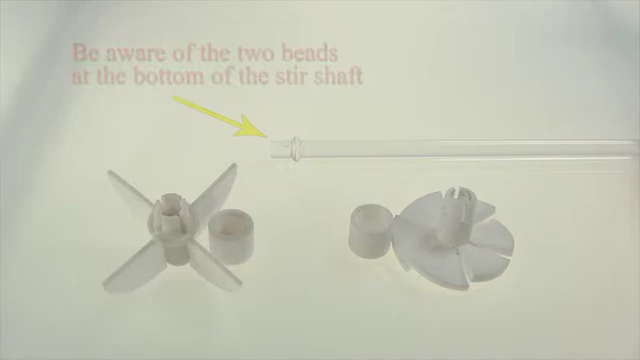 Be aware of the two beads
at the bottom of the stir shaft